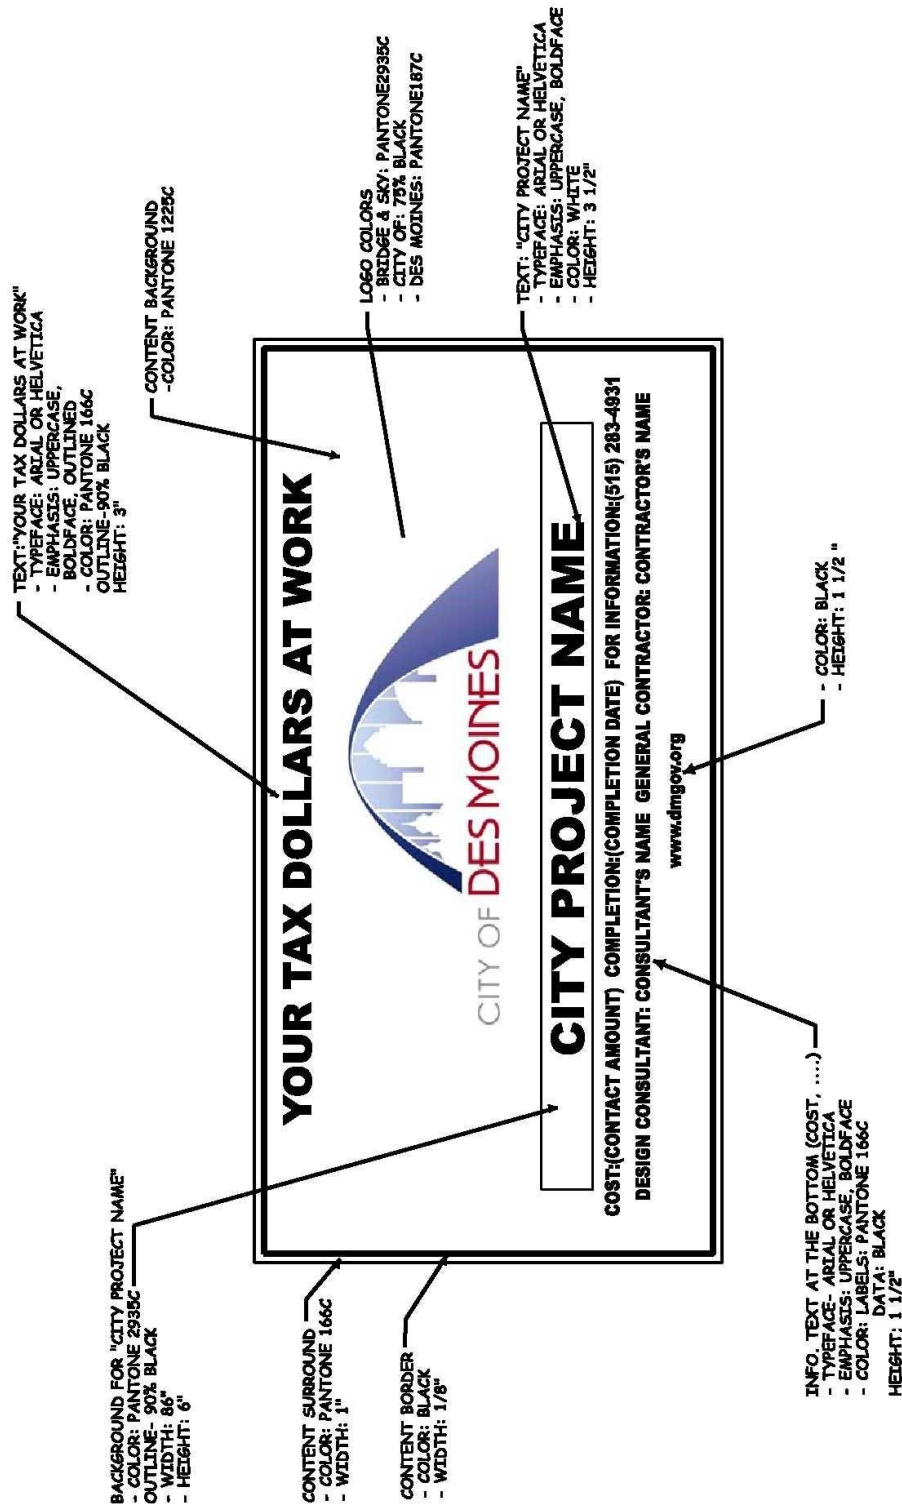 TEXT:"YOUR TAX DOLLARS AT WORK"
- TYPEFACE: ARIAL OR HELVETICA
- EMPHASIS: UPPERCASE,
BOLDFACE, OUTLINED
- COLOR: PANTONE 166C
OUTLINE-90% BLACK
HEIGHT: 3"
CONTENT BACKGROUND
-COLOR: PANTONE 1225C
LOGO COLORS
- BRIDGE & SKY: PANTONE2935C
- CITY OF: 75% BLACK
- DES MOINES: PANTONE187C
TEXT: "CITY PROJECT NAME"
- TYPEFACE: ARIAL OR HELVETICA
- EMPHASIS: UPPERCASE, BOLDFACE
- COLOR: WHITE
- HEIGHT: 3 1/2"
BACKGROUND FOR "CITY PROJECT NAME"
- COLOR: PANTONE 2935C
OUTLINE- 90% BLACK
- WIDTH: 86"
- HEIGHT: 6"
CONTENT SURROUND
- COLOR: PANTONE 166C
- WIDTH: 1"
CONTENT BORDER
- COLOR: BLACK
- WIDTH: 1/8"
YOUR TAX DOLLARS AT WORK
CITY OF DES MOINES
CITY PROJECT NAME
COST:(CONTACT AMOUNT) COMPLETION:(COMPLETION DATE) FOR INFORMATION:(515) 283-4931
DESIGN CONSULTANT: CONSULTANT'S NAME GENERAL CONTRACTOR: CONTRACTOR'S NAME
www.dmgov.org
INFO. TEXT AT THE BOTTOM (COST, ....)
- TYPEFACE- ARIAL OR HELVETICA
- EMPHASIS: UPPERCASE, BOLDFACE
- COLOR: LABELS: PANTONE 166C
DATA: BLACK
HEIGHT: 1 1/2"
- COLOR: BLACK
- HEIGHT: 1 1/2 "